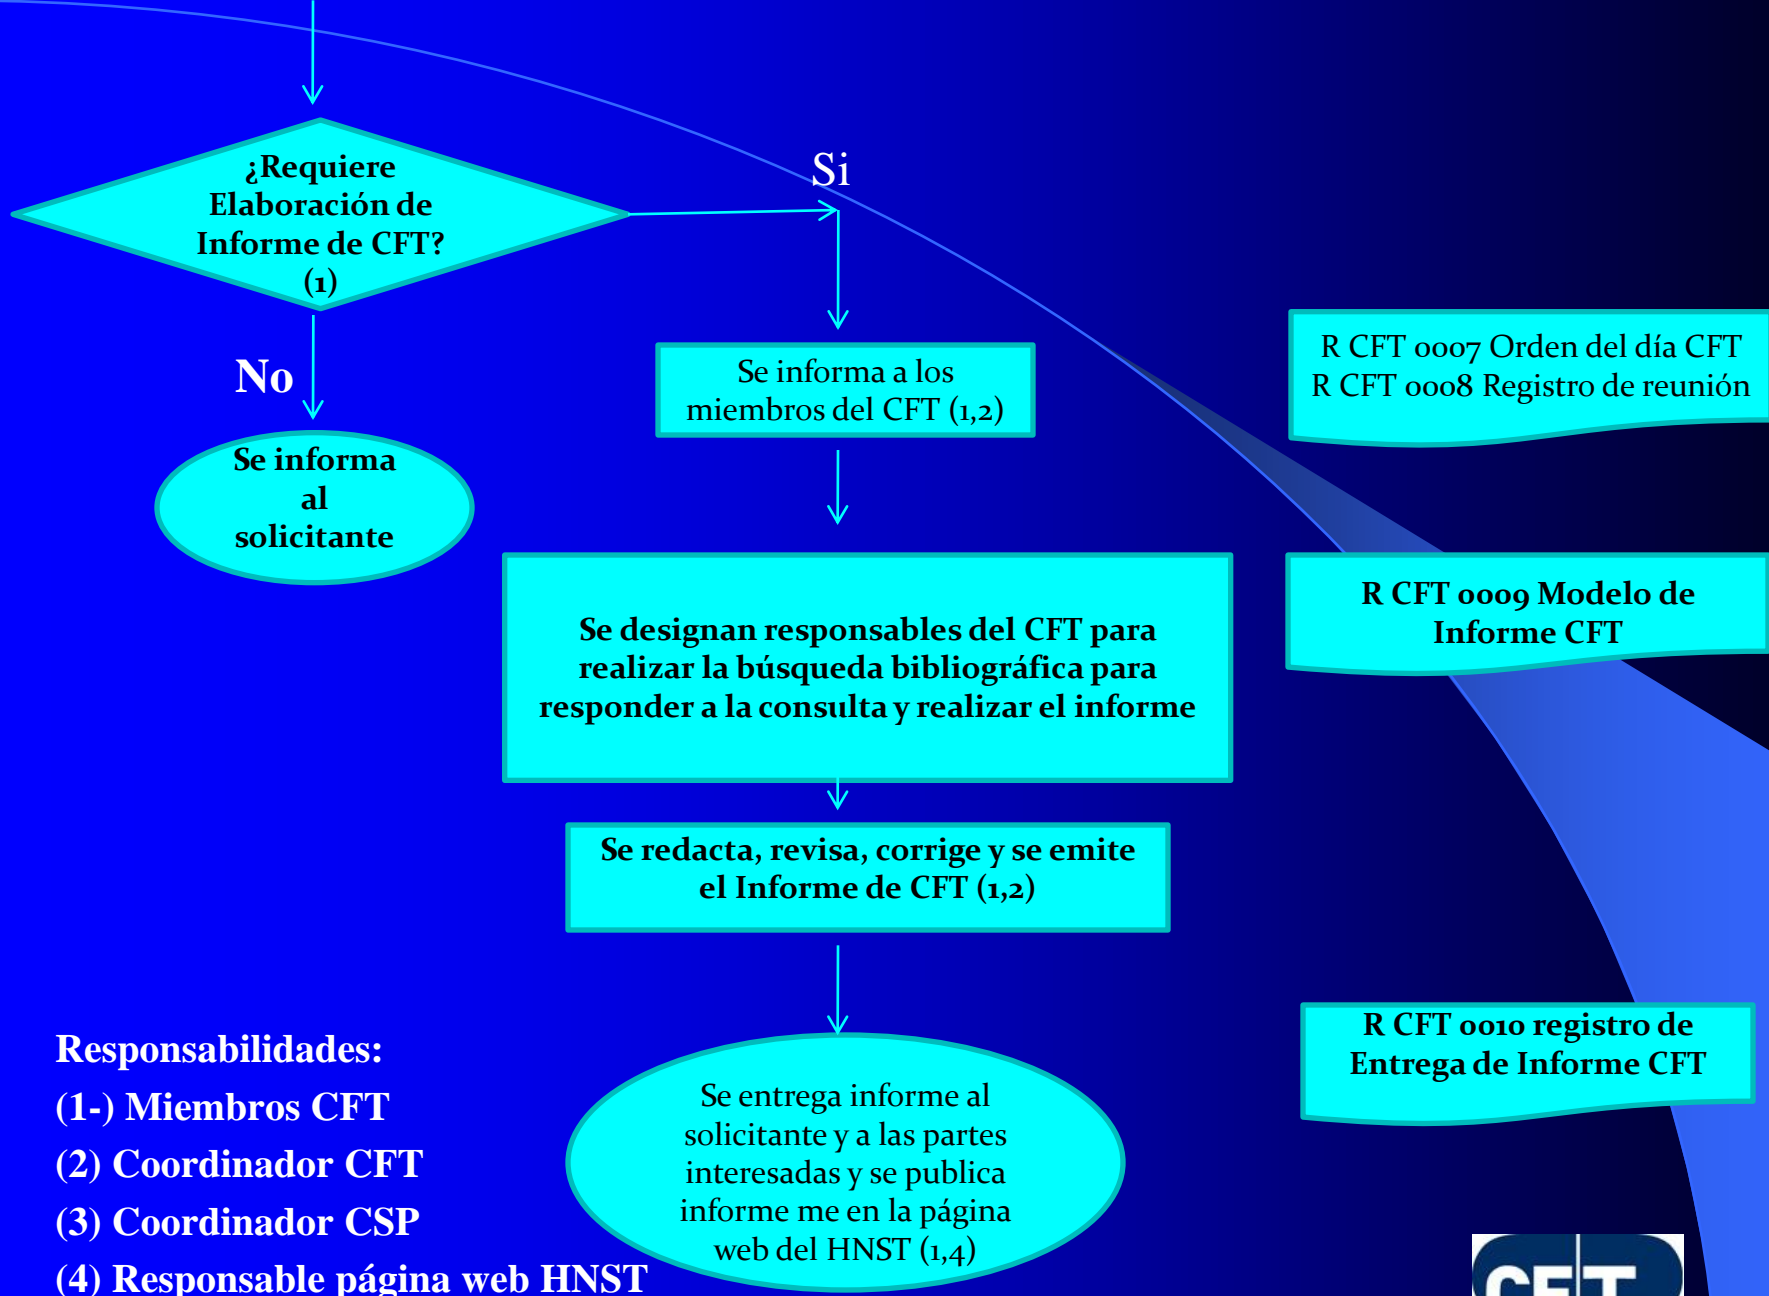 ¿Requiere
Elaboración de
Informe de CFT?
(1)
Si
No
Se informa
al
solicitante
Se informa a los
miembros del CFT (1,2)
R CFT 0007 Orden del día CFT
R CFT 0008 Registro de reunión
Se designan responsables del CFT para
realizar la búsqueda bibliográfica para
responder a la consulta y realizar el informe
R CFT 0009 Modelo de
Informe CFT
Se redacta, revisa, corrige y se emite
el Informe de CFT (1,2)
Se entrega informe al
solicitante y a las partes
interesadas y se publica
informe me en la página
web del HNST (1,4)
R CFT 0010 registro de
Entrega de Informe CFT
Responsabilidades:
(1-) Miembros CFT
(2) Coordinador CFT
(3) Coordinador CSP
(4) Responsable página web HNST
CFT